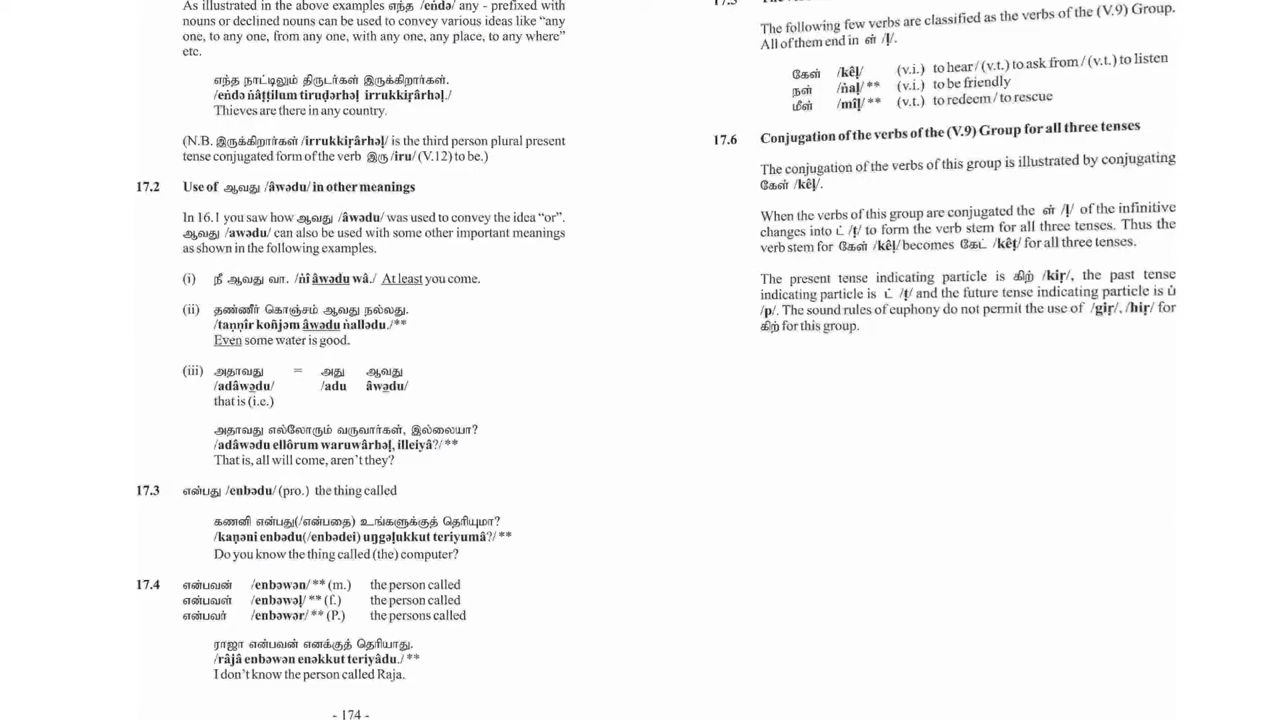 As illustrated in the above examples எந்த /eṅdə/ any - prefixed with
nouns or declined nouns can be used to convey various ideas like “any
one, to any one, from any one, with any one, any place, to any where”
etc.
எந்த நாட்டிலும் திருடர்கள் இருக்கிறார்கள்.
/eṅdə ṅâṭṭilum tiruḍərhəḷ irrukkiṛârhəḷ./
Thieves are there in any country.
(N.B. இருக்கிறார்கள் /irrukkiṛârhəḷ/ is the third person plural present
tense conjugated form of the verb இரு /iru/ (V.12) to be.)
17.2 Use of ஆவது /âwədu/ in other meanings
In 16.1 you saw how ஆவது /âwədu/ was used to convey the idea “or”.
ஆவது /awədu/ can also be used with some other important meanings
as shown in the following examples.
(i) நீ ஆவது வா. /ṅî âwədu wâ./ At least you come.
(ii) தண்ணீர் கொஞ்சம் ஆவது நல்லது.
/taṇṇîr koñjəm âwədu ṅallədu./**
Even some water is good.
(iii) அதாவது = அது ஆவது
/adâwədu/ /adu âwədu/
that is (i.e.)
அதாவது எல்லோரும் வருவார்கள், இல்லையா?
/adâwədu ellôrum waruwârhəḷ, illeiyâ?/**
That is, all will come, aren’t they?
17.3 என்பது /enbədu/ (pro.) the thing called
கணனி என்பது(/என்பதை) உங்களுக்குத் தெரியுமா?
/kaṇəni enbədu(/enbədei) uŋgəḷukkut teriyumâ?/**
Do you know the thing called (the) computer?
17.4 என்பவன் /enbəwən/** (m.) the person called
என்பவள் /enbəwəḷ/** (f.) the person called
என்பவர் /enbəwər/** (P.) the persons called
ராஜா என்பவன் எனக்குத் தெரியாது.
/râjâ enbəwən enəkkut teriyâdu./**
I don’t know the person called Raja.
- 174 -
The following few verbs are classified as the verbs of the (V.9) Group.
All of them end in ள் /ḷ/.
கேள் /kêḷ/ (v.i.) to hear / (v.t.) to ask from / (v.t.) to listen
நள் /ṅaḷ/** (v.i.) to be friendly
மீள் /mîḷ/** (v.t.) to redeem / to rescue
17.6 Conjugation of the verbs of the (V.9) Group for all three tenses
The conjugation of the verbs of this group is illustrated by conjugating
கேள் /kêḷ/.
When the verbs of this group are conjugated the ள் /ḷ/ of the infinitive
changes into ட் /ṭ/ to form the verb stem for all three tenses. Thus the
verb stem for கேள் /kêḷ/ becomes கேட் /kêṭ/ for all three tenses.
The present tense indicating particle is கிற் /kiṛ/, the past tense
indicating particle is ட் /ṭ/ and the future tense indicating particle is ப்
/p/. The sound rules of euphony do not permit the use of /giṛ/, /hiṛ/ for
கிற் for this group.